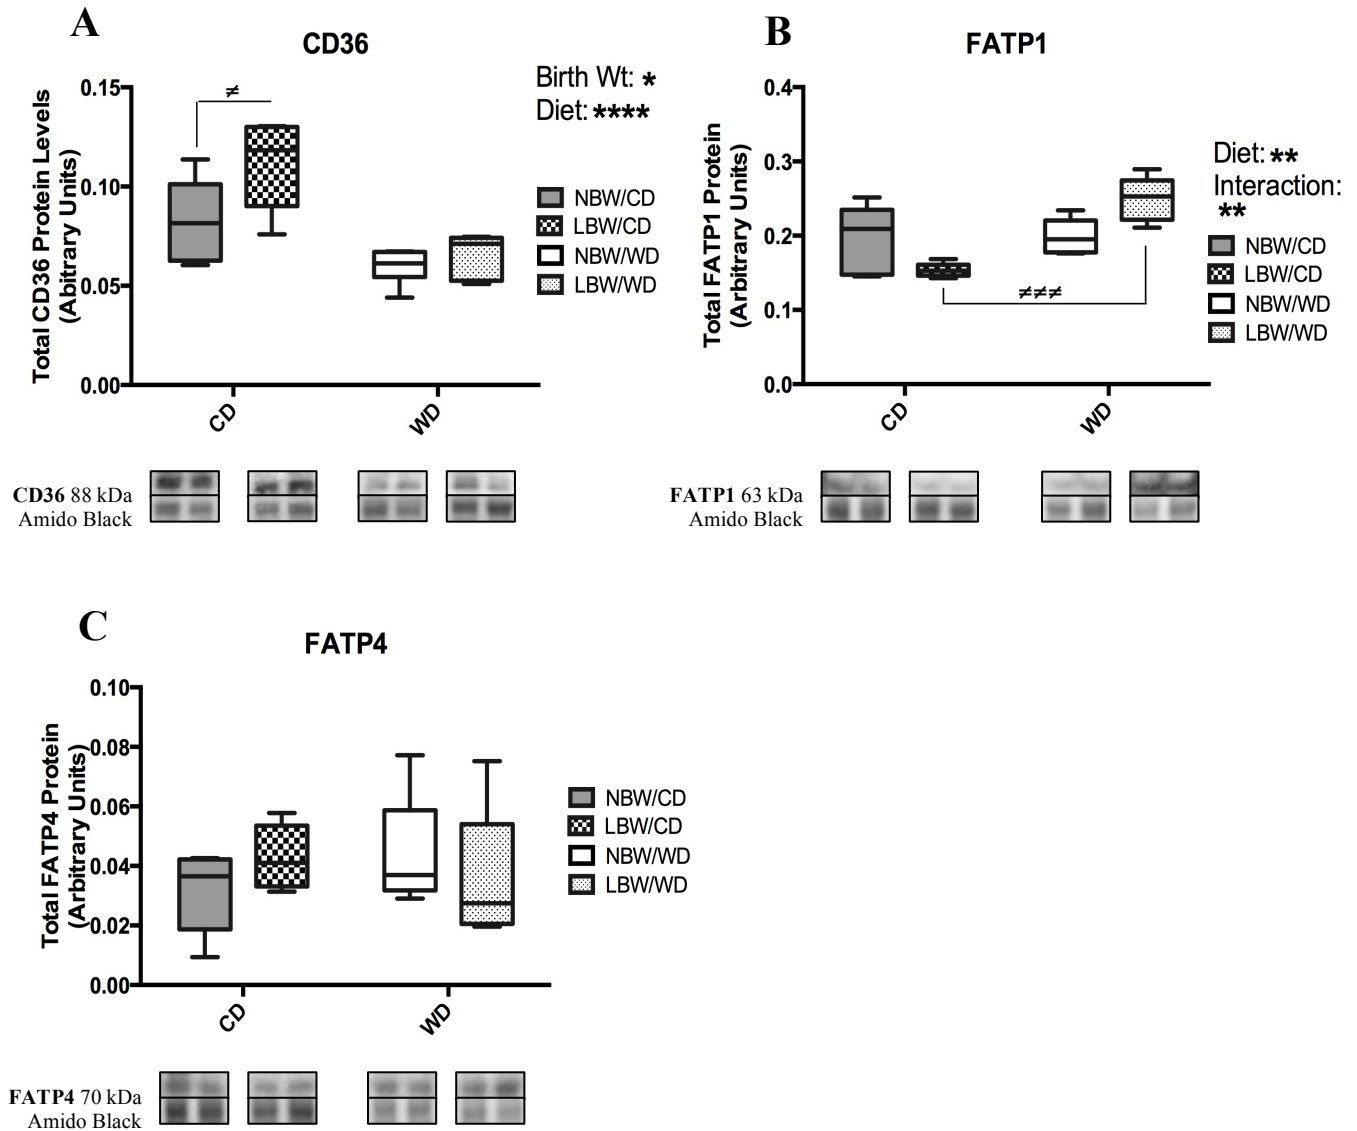 A
CD36
Total CD36 Protein Levels
(Abitrary Units)
0.15
0.10
0.05
0.00
≠
Birth Wt: *
Diet: ****
NBW/CD
LBW/CD
NBW/WD
LBW/WD
CD
WD
CD36 88 kDa
Amido Black
B
FATP1
Total FATP1 Protein
(Arbitrary Units)
0.4
0.3
0.2
0.1
0.0
≠≠≠
Diet: **
Interaction:
**
NBW/CD
LBW/CD
NBW/WD
LBW/WD
CD
WD
FATP1 63 kDa
Amido Black
C
FATP4
Total FATP4 Protein
(Arbitrary Units)
0.10
0.08
0.06
0.04
0.02
0.00
NBW/CD
LBW/CD
NBW/WD
LBW/WD
CD
WD
FATP4 70 kDa
Amido Black